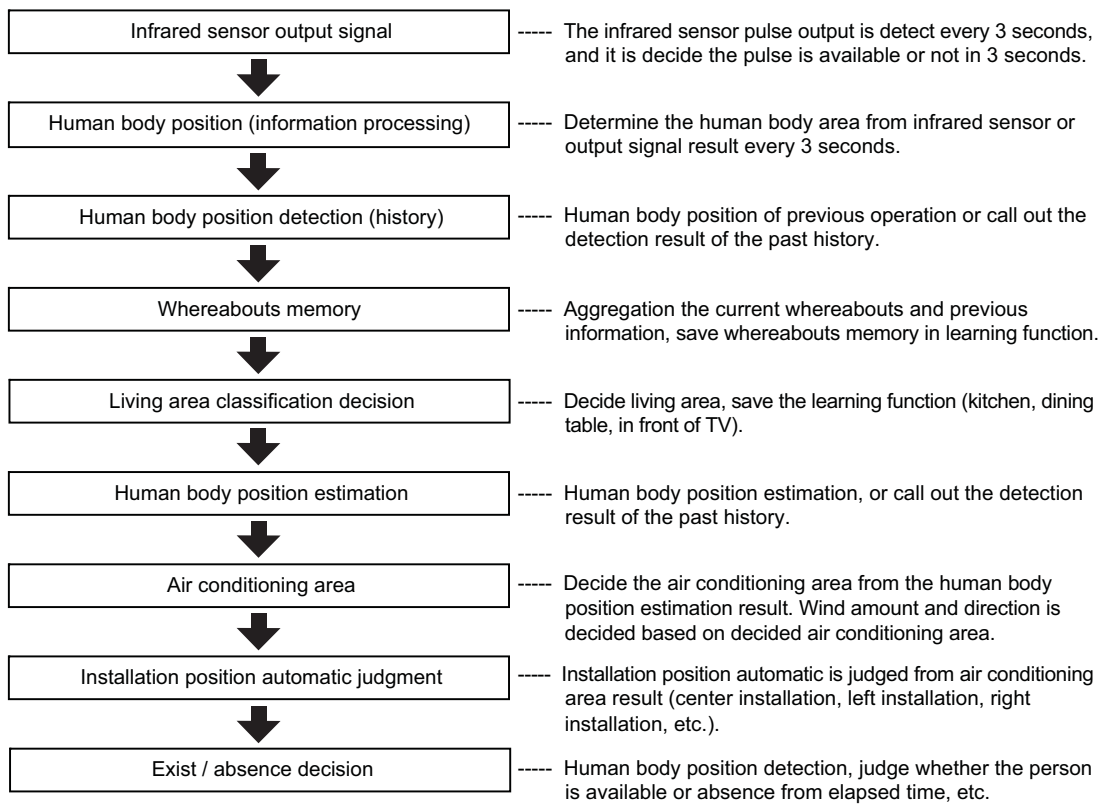 Infrared sensor output signal
----- The infrared sensor pulse output is detect every 3 seconds,
and it is decide the pulse is available or not in 3 seconds.
Human body position (information processing)
----- Determine the human body area from infrared sensor or
output signal result every 3 seconds.
Human body position detection (history)
----- Human body position of previous operation or call out the
detection result of the past history.
Whereabouts memory
----- Aggregation the current whereabouts and previous
information, save whereabouts memory in learning function.
Living area classification decision
----- Decide living area, save the learning function (kitchen, dining
table, in front of TV).
Human body position estimation
----- Human body position estimation, or call out the detection
result of the past history.
Air conditioning area
----- Decide the air conditioning area from the human body
position estimation result. Wind amount and direction is
decided based on decided air conditioning area.
Installation position automatic judgment
----- Installation position automatic is judged from air conditioning
area result (center installation, left installation, right
installation, etc.).
Exist / absence decision
----- Human body position detection, judge whether the person
is available or absence from elapsed time, etc.